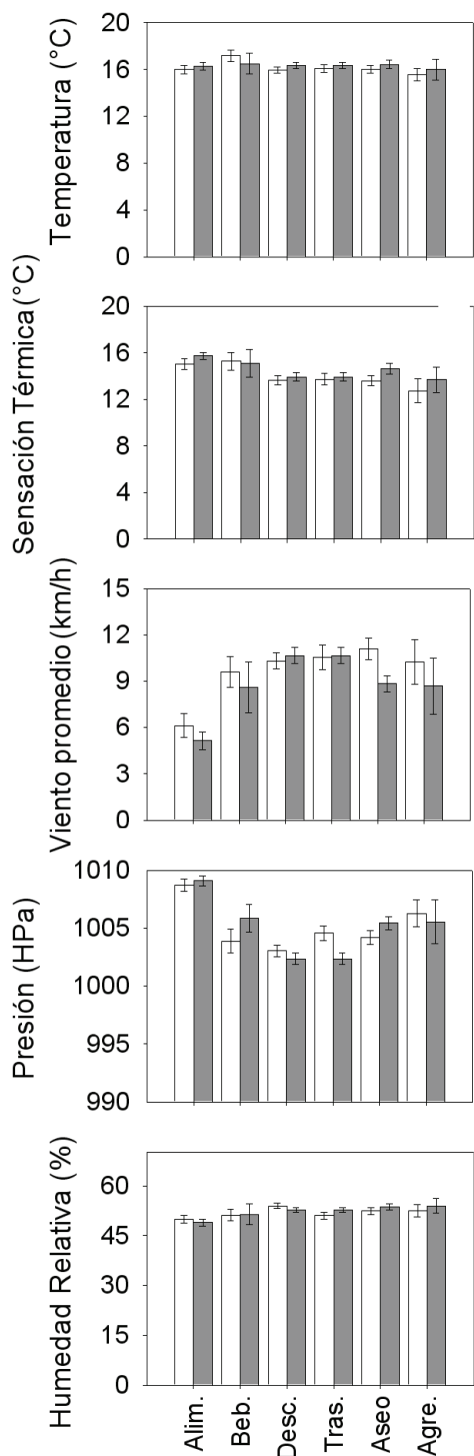 Temperatura (°C)
20
16
12
8
4
0
Sensación Térmica (°C)
20
16
12
8
4
0
Viento promedio (km/h)
15
12
9
6
3
0
Presión (HPa)
1010
1005
1000
995
990
Humedad Relativa (%)
60
45
30
15
0
Alim.
Beb.
Desc.
Tras.
Aseo
Agre.